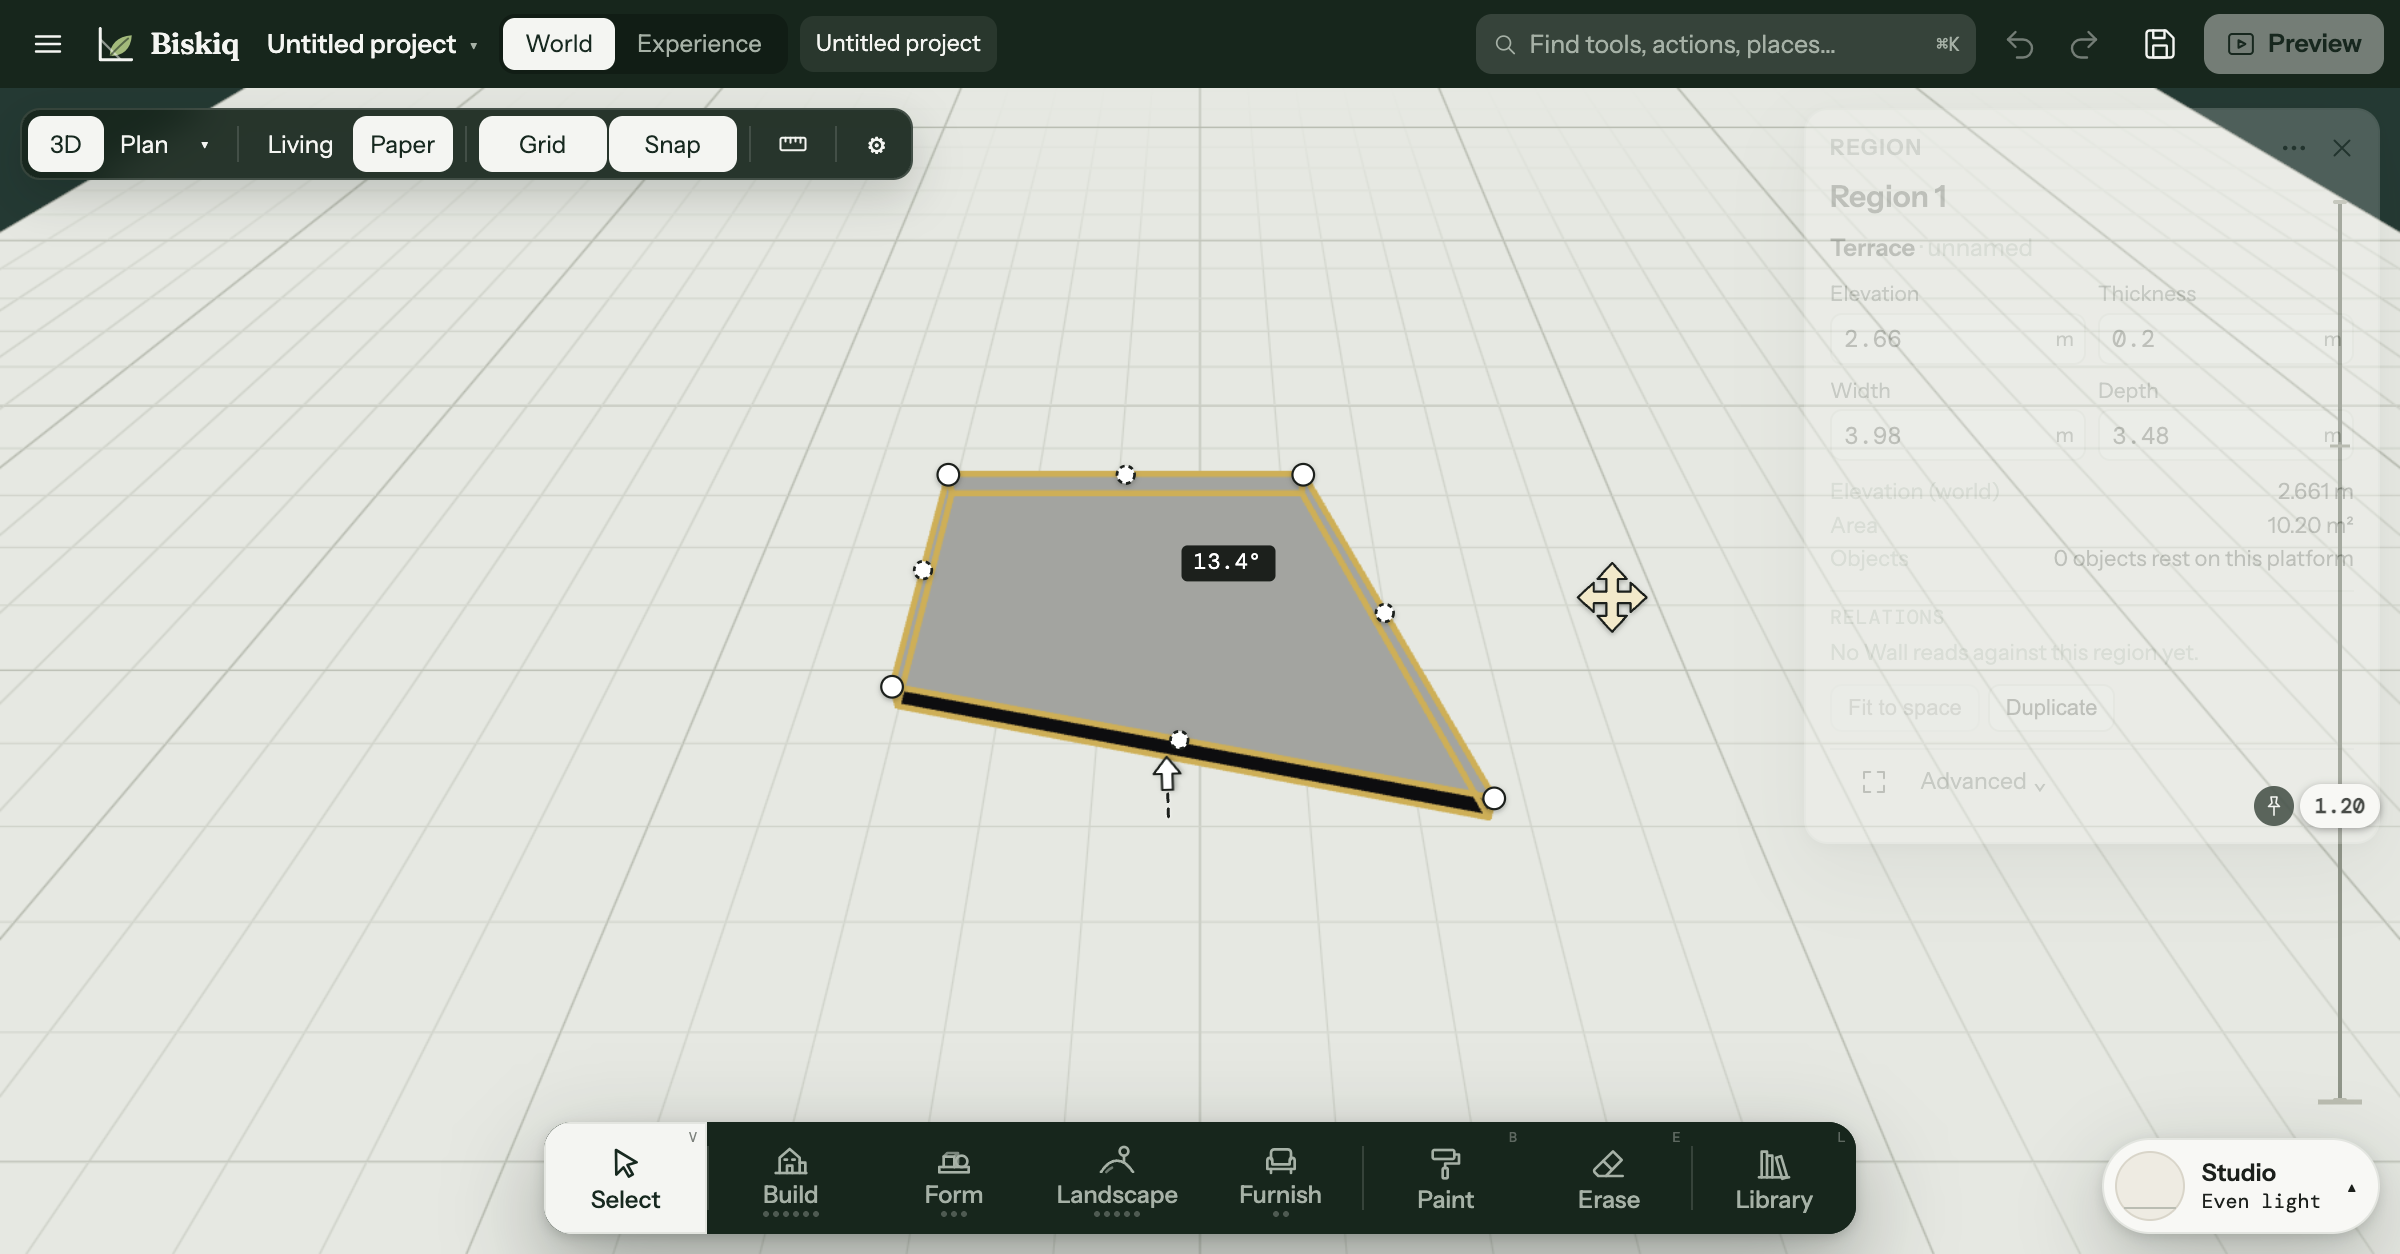 Biskiq
Untitled project
World
Experience
Untitled project
Find tools, actions, places...
⌘K
Preview
3D
Plan
Living
Paper
Grid
Snap
REGION
Region 1
Terrace · unnamed
Elevation
Thickness
2.66 m
0.2 m
Width
Depth
3.98 m
3.48 m
Elevation (world)
2.661 m
Area
10.20 m²
Objects
0 objects rest on this platform
RELATIONS
No Wall reads against this region yet.
Fit to space
Duplicate
Advanced
13.4°
1.20
V
Select
Build
Form
Landscape
Furnish
B
Paint
E
Erase
L
Library
Studio
Even light